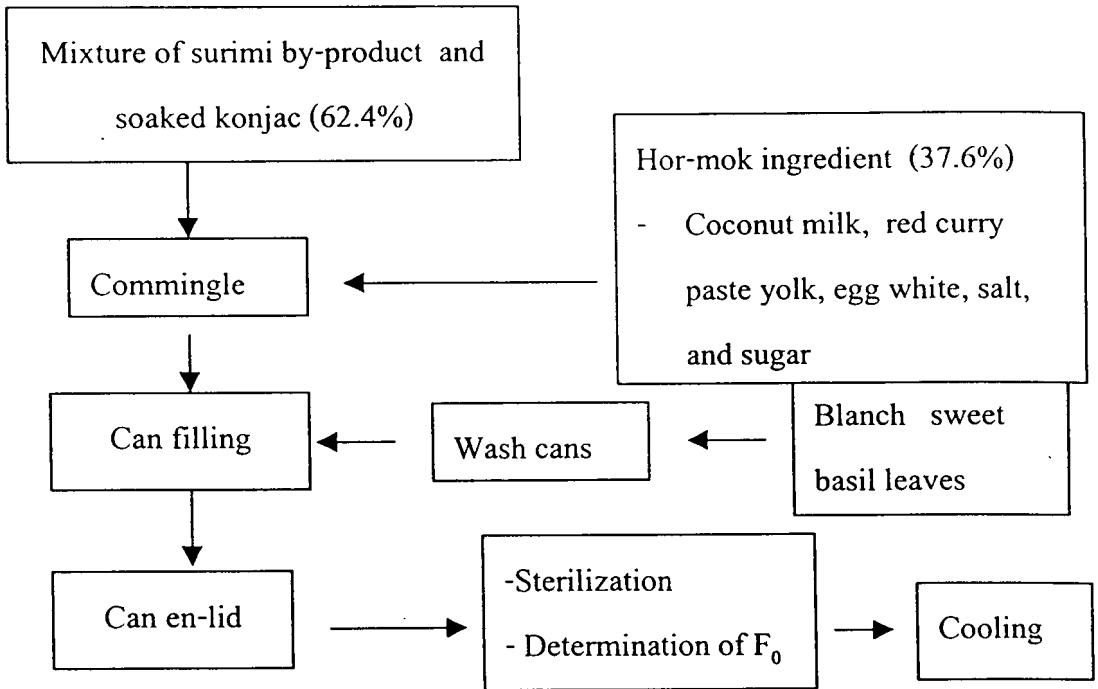 Mixture of surimi by-product and
soaked konjac (62.4%)
Hor-mok ingredient (37.6%)
- Coconut milk, red curry
paste yolk, egg white, salt,
and sugar
Commingle
Blanch sweet
basil leaves
Wash cans
Can filling
Can en-lid
-Sterilization
- Determination of F₀
Cooling